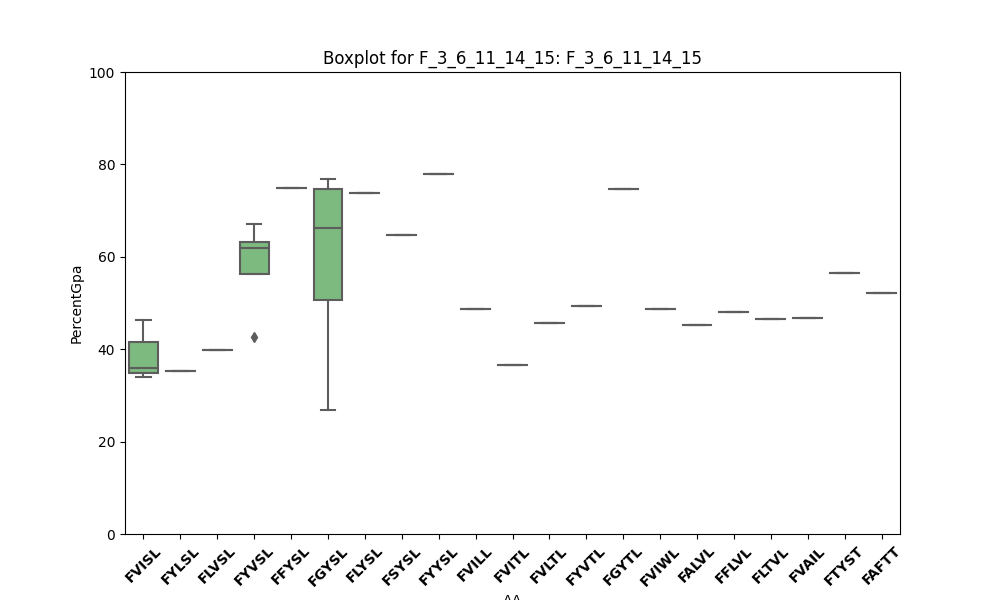 Boxplot for F_3_6_11_14_15: F_3_6_11_14_15
100
80
60
40
20
0
PercentGpa
FVISL
FYLSL
FLVSL
FYVSL
FFYSL
FGYSL
FLYSL
FSYSL
FYYSL
FVILL
FVITL
FVLTL
FYVTL
FGYTL
FVIWL
FALVL
FFLVL
FLTVL
FVAIL
FTYST
FAFTT
AA